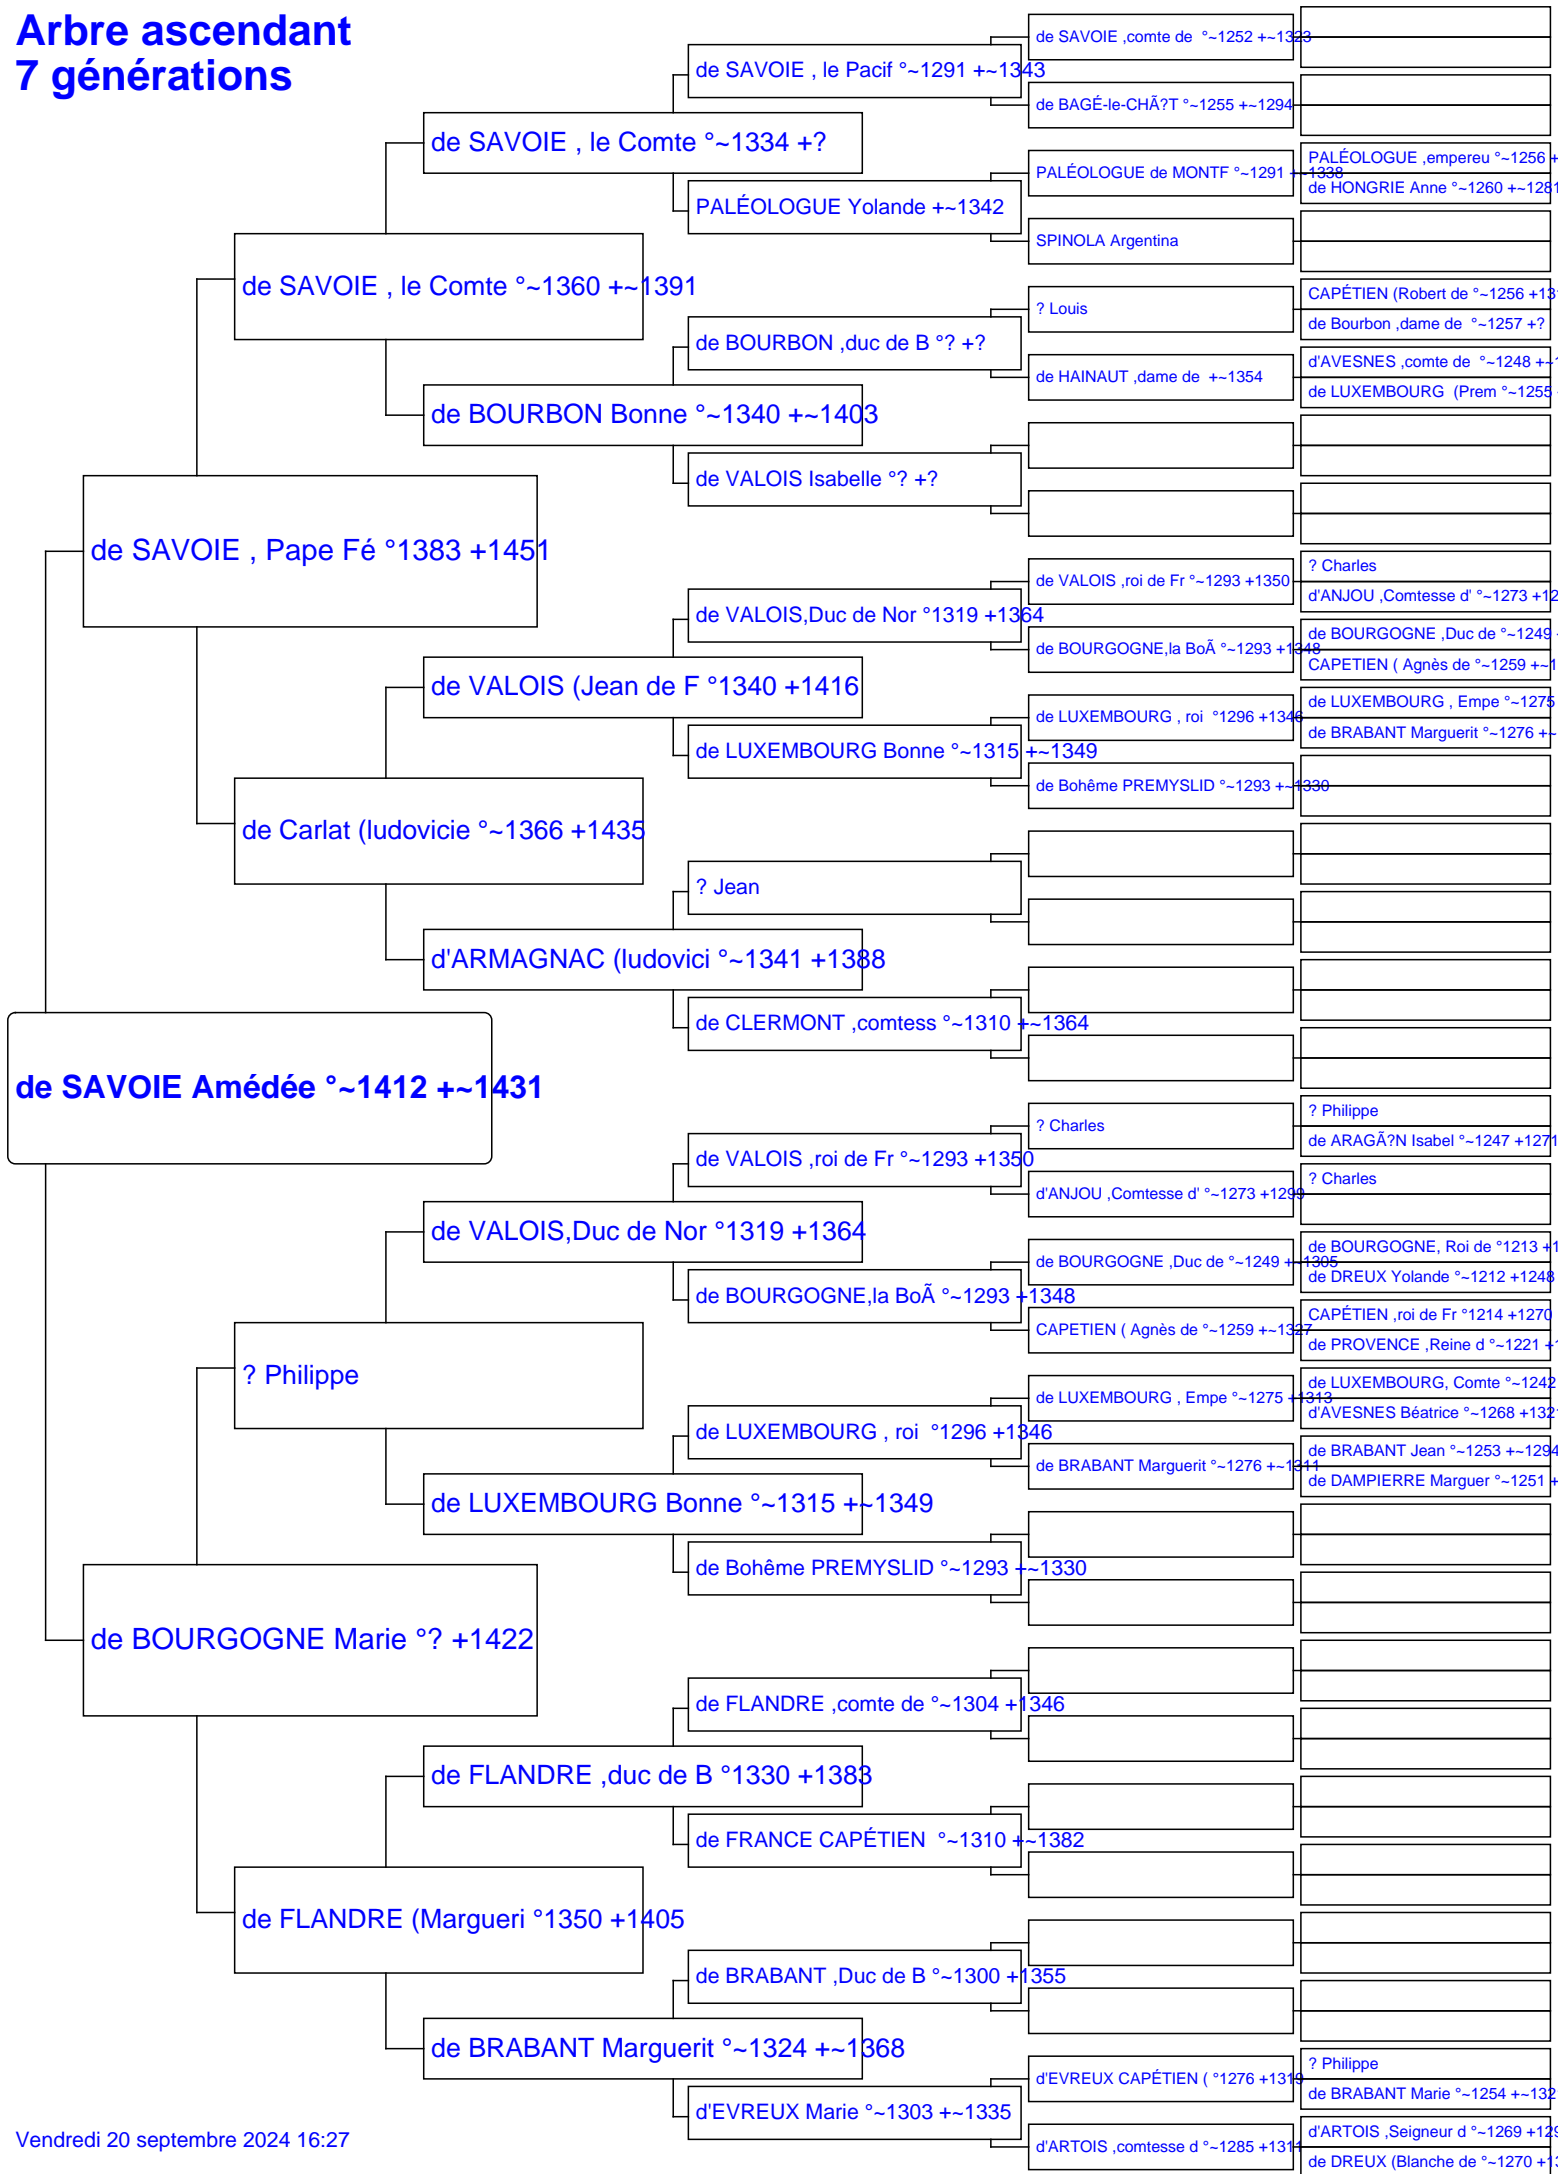 Arbre ascendant
7 générations
de SAVOIE ,comte de °~1252 +~1323
de SAVOIE , le Pacif °~1291 +~1343
de BAGÉ-le-CHÃ?T °~1255 +~1294
de SAVOIE , le Comte °~1334 +?
PALÉOLOGUE ,empereu °~1256 +
PALÉOLOGUE de MONTF °~1291 +~1338
de HONGRIE Anne °~1260 +~1281
PALÉOLOGUE Yolande +~1342
SPINOLA Argentina
de SAVOIE , le Comte °~1360 +~1391
CAPÉTIEN (Robert de °~1256 +13
? Louis
de Bourbon ,dame de °~1257 +?
de BOURBON ,duc de B °? +?
d'AVESNES ,comte de °~1248 +~1
de HAINAUT ,dame de +~1354
de LUXEMBOURG (Prem °~1255
de BOURBON Bonne °~1340 +~1403
de VALOIS Isabelle °? +?
de SAVOIE , Pape Fé °1383 +1451
? Charles
de VALOIS ,roi de Fr °~1293 +1350
d'ANJOU ,Comtesse d' °~1273 +12
de VALOIS,Duc de Nor °1319 +1364
de BOURGOGNE ,Duc de °~1249
de BOURGOGNE,la BoÃ °~1293 +1348
CAPETIEN ( Agnès de °~1259 +~1
de VALOIS (Jean de F °1340 +1416
de LUXEMBOURG , Empe °~1275
de LUXEMBOURG , roi °1296 +1346
de BRABANT Marguerit °~1276 +~
de LUXEMBOURG Bonne °~1315 +~1349
de Bohême PREMYSLID °~1293 +~1330
de Carlat (ludovicie °~1366 +1435
? Jean
d'ARMAGNAC (ludovici °~1341 +1388
de CLERMONT ,comtess °~1310 +~1364
de SAVOIE Amédée °~1412 +~1431
? Philippe
? Charles
de ARAGÃ?N Isabel °~1247 +1271
de VALOIS ,roi de Fr °~1293 +1350
? Charles
d'ANJOU ,Comtesse d' °~1273 +1299
de VALOIS,Duc de Nor °1319 +1364
de BOURGOGNE, Roi de °1213 +1
de BOURGOGNE ,Duc de °~1249 +~1305
de DREUX Yolande °~1212 +1248
de BOURGOGNE,la BoÃ °~1293 +1348
CAPÉTIEN ,roi de Fr °1214 +1270
CAPETIEN ( Agnès de °~1259 +~1327
de PROVENCE ,Reine d °~1221 +1
? Philippe
de LUXEMBOURG, Comte °~1242
de LUXEMBOURG , Empe °~1275 +1313
d'AVESNES Béatrice °~1268 +1321
de LUXEMBOURG , roi °1296 +1346
de BRABANT Jean °~1253 +~1294
de BRABANT Marguerit °~1276 +~1311
de DAMPIERRE Marguer °~1251 +
de LUXEMBOURG Bonne °~1315 +~1349
de Bohême PREMYSLID °~1293 +~1330
de BOURGOGNE Marie °? +1422
de FLANDRE ,comte de °~1304 +1346
de FLANDRE ,duc de B °1330 +1383
de FRANCE CAPÉTIEN °~1310 +~1382
de FLANDRE (Margueri °1350 +1405
de BRABANT ,Duc de B °~1300 +1355
de BRABANT Marguerit °~1324 +~1368
? Philippe
d'EVREUX CAPÉTIEN ( °1276 +1319
de BRABANT Marie °~1254 +~132
d'EVREUX Marie °~1303 +~1335
d'ARTOIS ,Seigneur d °~1269 +129
d'ARTOIS ,comtesse d °~1285 +1311
de DREUX (Blanche de °~1270 +13
Vendredi 20 septembre 2024 16:27